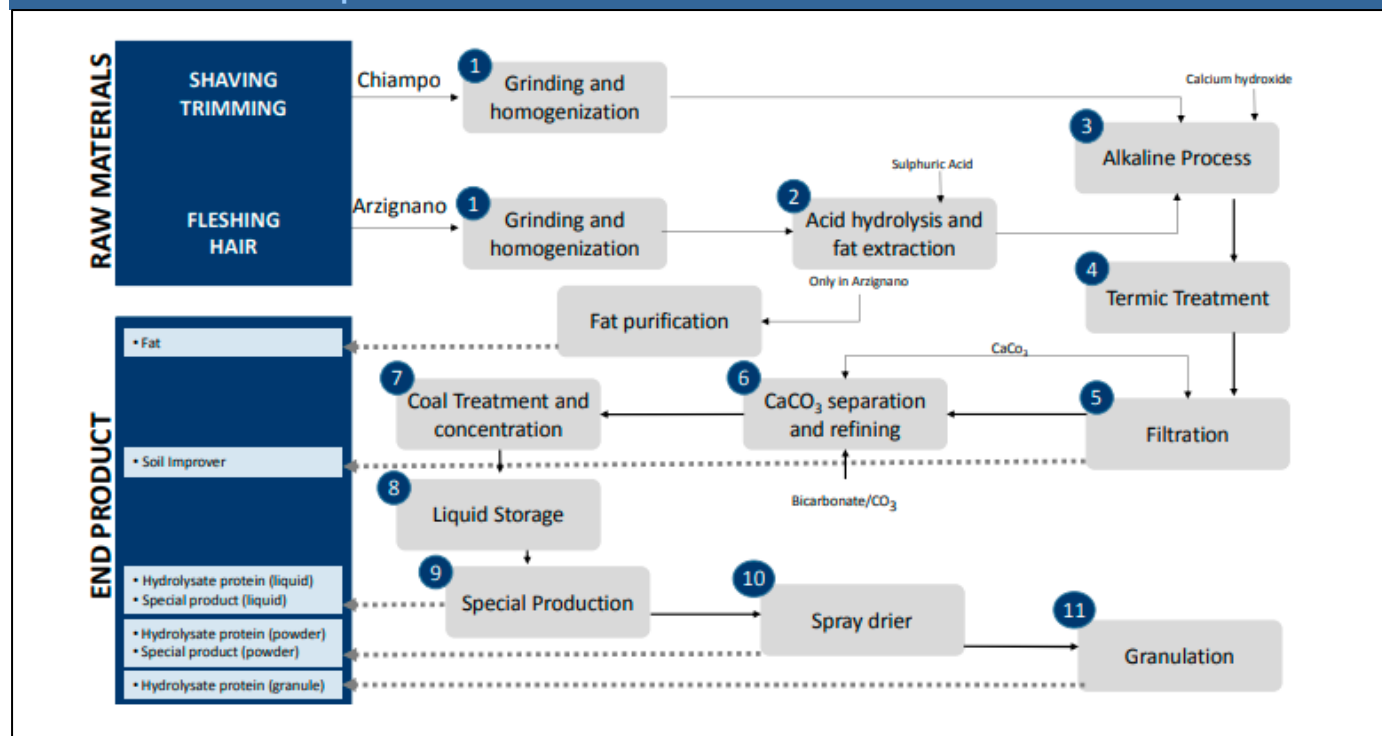 RAW MATERIALS
SHAVING
TRIMMING
Chiampo
1
Grinding and
homogenization
Calcium hydroxide
3
Alkaline Process
FLESHING
HAIR
Arzignano
1
Grinding and
homogenization
Sulphuric Acid
2
Acid hydrolysis and
fat extraction
4
Termic Treatment
Only in Arzignano
Fat purification
END PRODUCT
• Fat
CaCo3
7
Coal Treatment and
concentration
6
CaCO3 separation
and refining
5
Filtration
• Soil Improver
Bicarbonate/CO3
8
Liquid Storage
• Hydrolysate protein (liquid)
• Special product (liquid)
9
Special Production
10
Spray drier
11
Granulation
• Hydrolysate protein (powder)
• Special product (powder)
• Hydrolysate protein (granule)